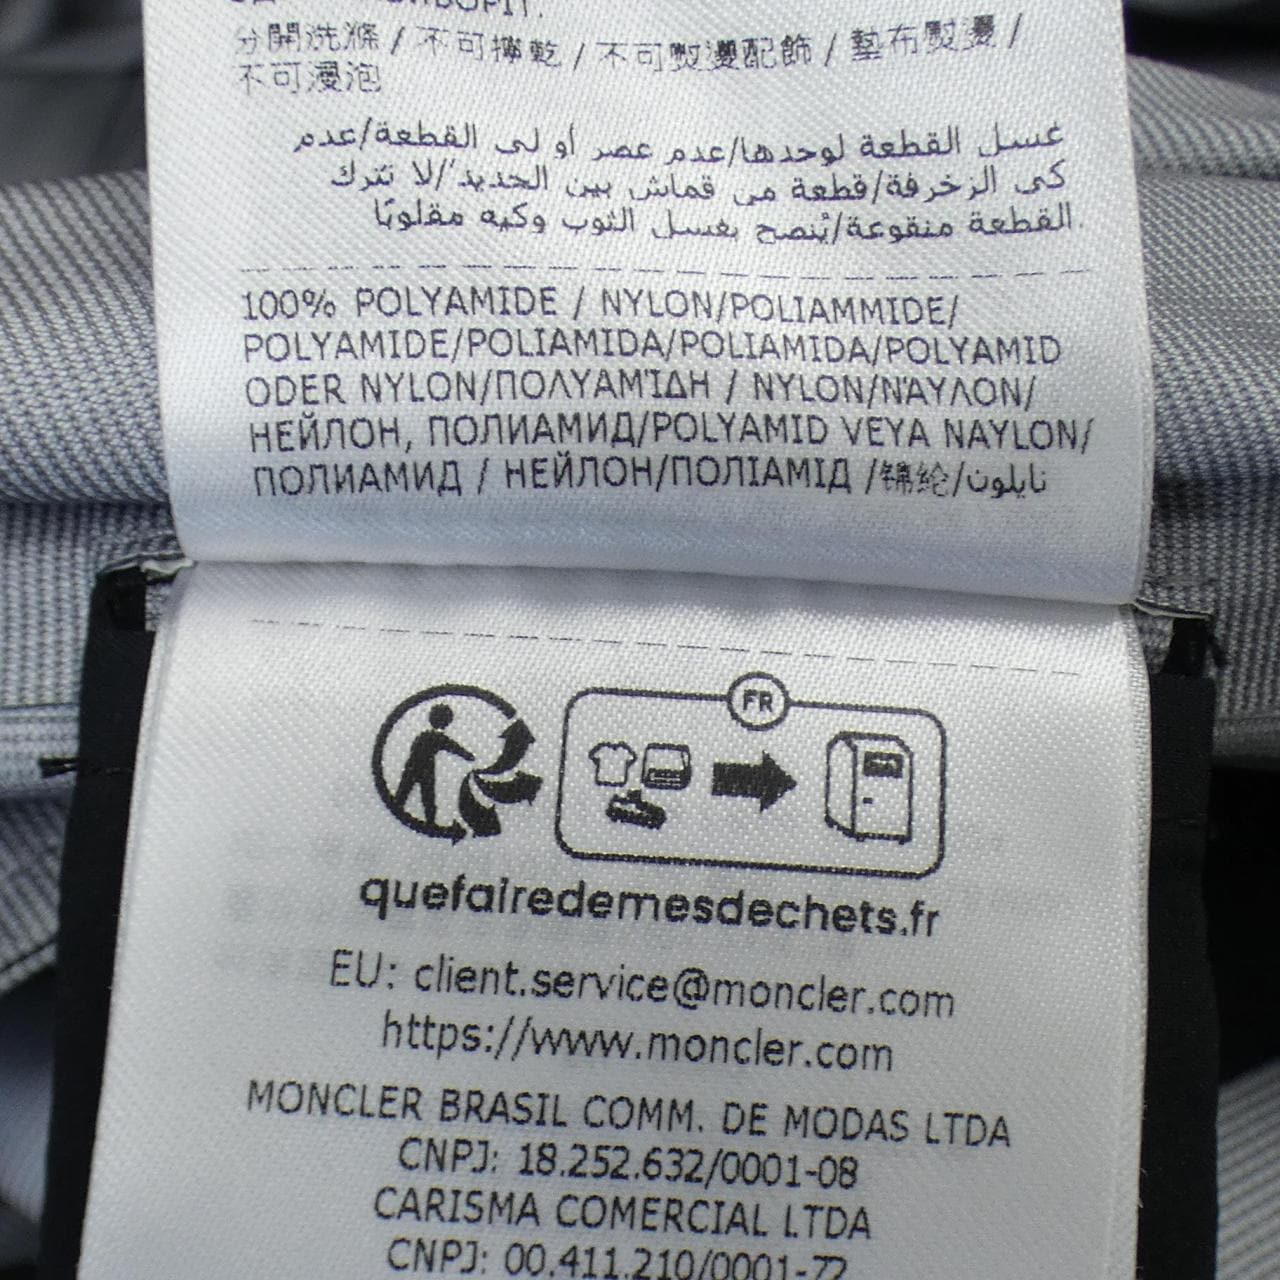 分開洗滌 / 不可擰乾 / 不可熨燙配飾 / 墊布熨燙 /
不可浸泡
غسل القطعة لوحدها/عدم عصر أو لى القطعة/عدم
كى الزخرفة/قطعة من قماش بين الحديد"/لا تترك
القطعة منقوعة/يُنصح بغسل الثوب وكيه مقلوبًا.
100% POLYAMIDE / NYLON/POLIAMMIDE/
POLYAMIDE/POLIAMIDA/POLIAMIDA/POLYAMID
ODER NYLON/ΠΟΛΥΑΜΊΔΗ / NYLON/ΝΆΥΛΟΝ/
НЕЙЛОН, ПОЛИАМИД/POLYAMID VEYA NAYLON/
ПОЛИАМИД / НЕЙЛОН/ПОЛІАМІД /锦纶/نايلون
FR
quefairedemesdechets.fr
EU: client.service@moncler.com
https://www.moncler.com
MONCLER BRASIL COMM. DE MODAS LTDA
CNPJ: 18.252.632/0001-08
CARISMA COMERCIAL LTDA
CNPJ: 00.411.210/0001-72